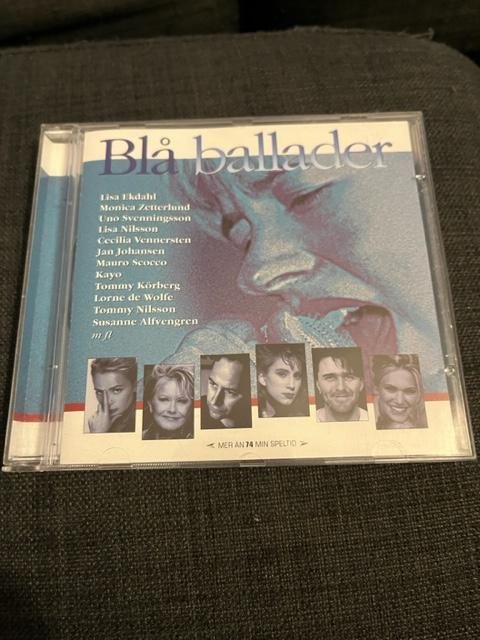 Blå ballader
Lisa Ekdahl
Monica Zetterlund
Uno Svenningsson
Lisa Nilsson
Cecilia Vennersten
Jan Johansen
Mauro Scocco
Kayo
Tommy Körberg
Lorne de Wolfe
Tommy Nilsson
Susanne Alfvengren
m fl
MER ÄN 74 MIN SPELTID